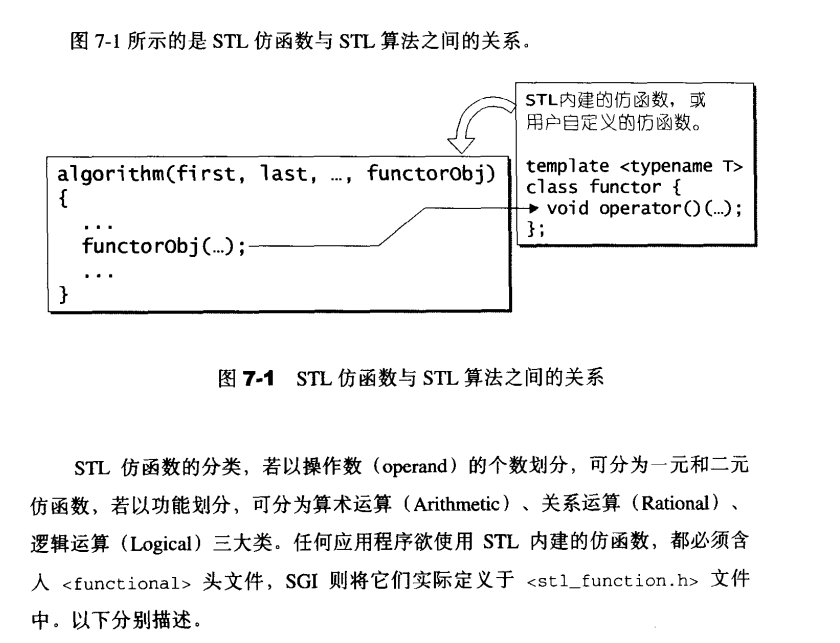 图 7-1 所示的是 STL 仿函数与 STL 算法之间的关系。
STL内建的仿函数，或
用户自定义的仿函数。
template <typename T>
class functor {
void operator()(…);
};
algorithm(first, last, …, functorObj)
{
...
functorObj(…);
...
}
图 7-1 STL 仿函数与 STL 算法之间的关系
STL 仿函数的分类，若以操作数（operand）的个数划分，可分为一元和二元
仿函数，若以功能划分，可分为算术运算（Arithmetic）、关系运算（Rational）、
逻辑运算（Logical）三大类。任何应用程序欲使用 STL 内建的仿函数，都必须含
入 <functional> 头文件，SGI 则将它们实际定义于 <stl_function.h> 文件
中。以下分别描述。